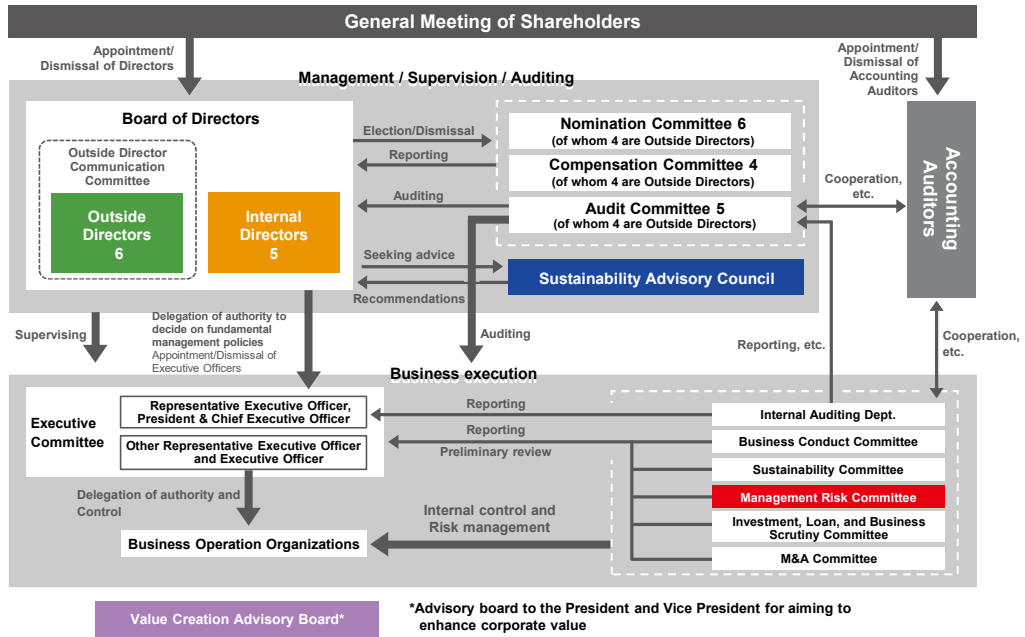 General Meeting of Shareholders
Appointment/
Dismissal of Directors
Appointment/
Dismissal of
Accounting
Auditors
Management / Supervision / Auditing
Board of Directors
Outside Director
Communication
Committee
Outside
Directors
6
Internal
Directors
5
Election/Dismissal
Reporting
Auditing
Seeking advice
Recommendations
Nomination Committee 6
(of whom 4 are Outside Directors)
Compensation Committee 4
(of whom 4 are Outside Directors)
Audit Committee 5
(of whom 4 are Outside Directors)
Sustainability Advisory Council
Cooperation,
etc.
Accounting
Auditors
Supervising
Delegation of authority to
decide on fundamental
management policies
Appointment/Dismissal of
Executive Officers
Auditing
Reporting, etc.
Cooperation,
etc.
Business execution
Executive
Committee
Representative Executive Officer,
President & Chief Executive Officer
Other Representative Executive Officer
and Executive Officer
Reporting
Reporting
Preliminary review
Internal Auditing Dept.
Business Conduct Committee
Sustainability Committee
Management Risk Committee
Investment, Loan, and Business
Scrutiny Committee
M&A Committee
Delegation of authority and
Control
Internal control and
Risk management
Business Operation Organizations
Value Creation Advisory Board*
*Advisory board to the President and Vice President for aiming to
enhance corporate value